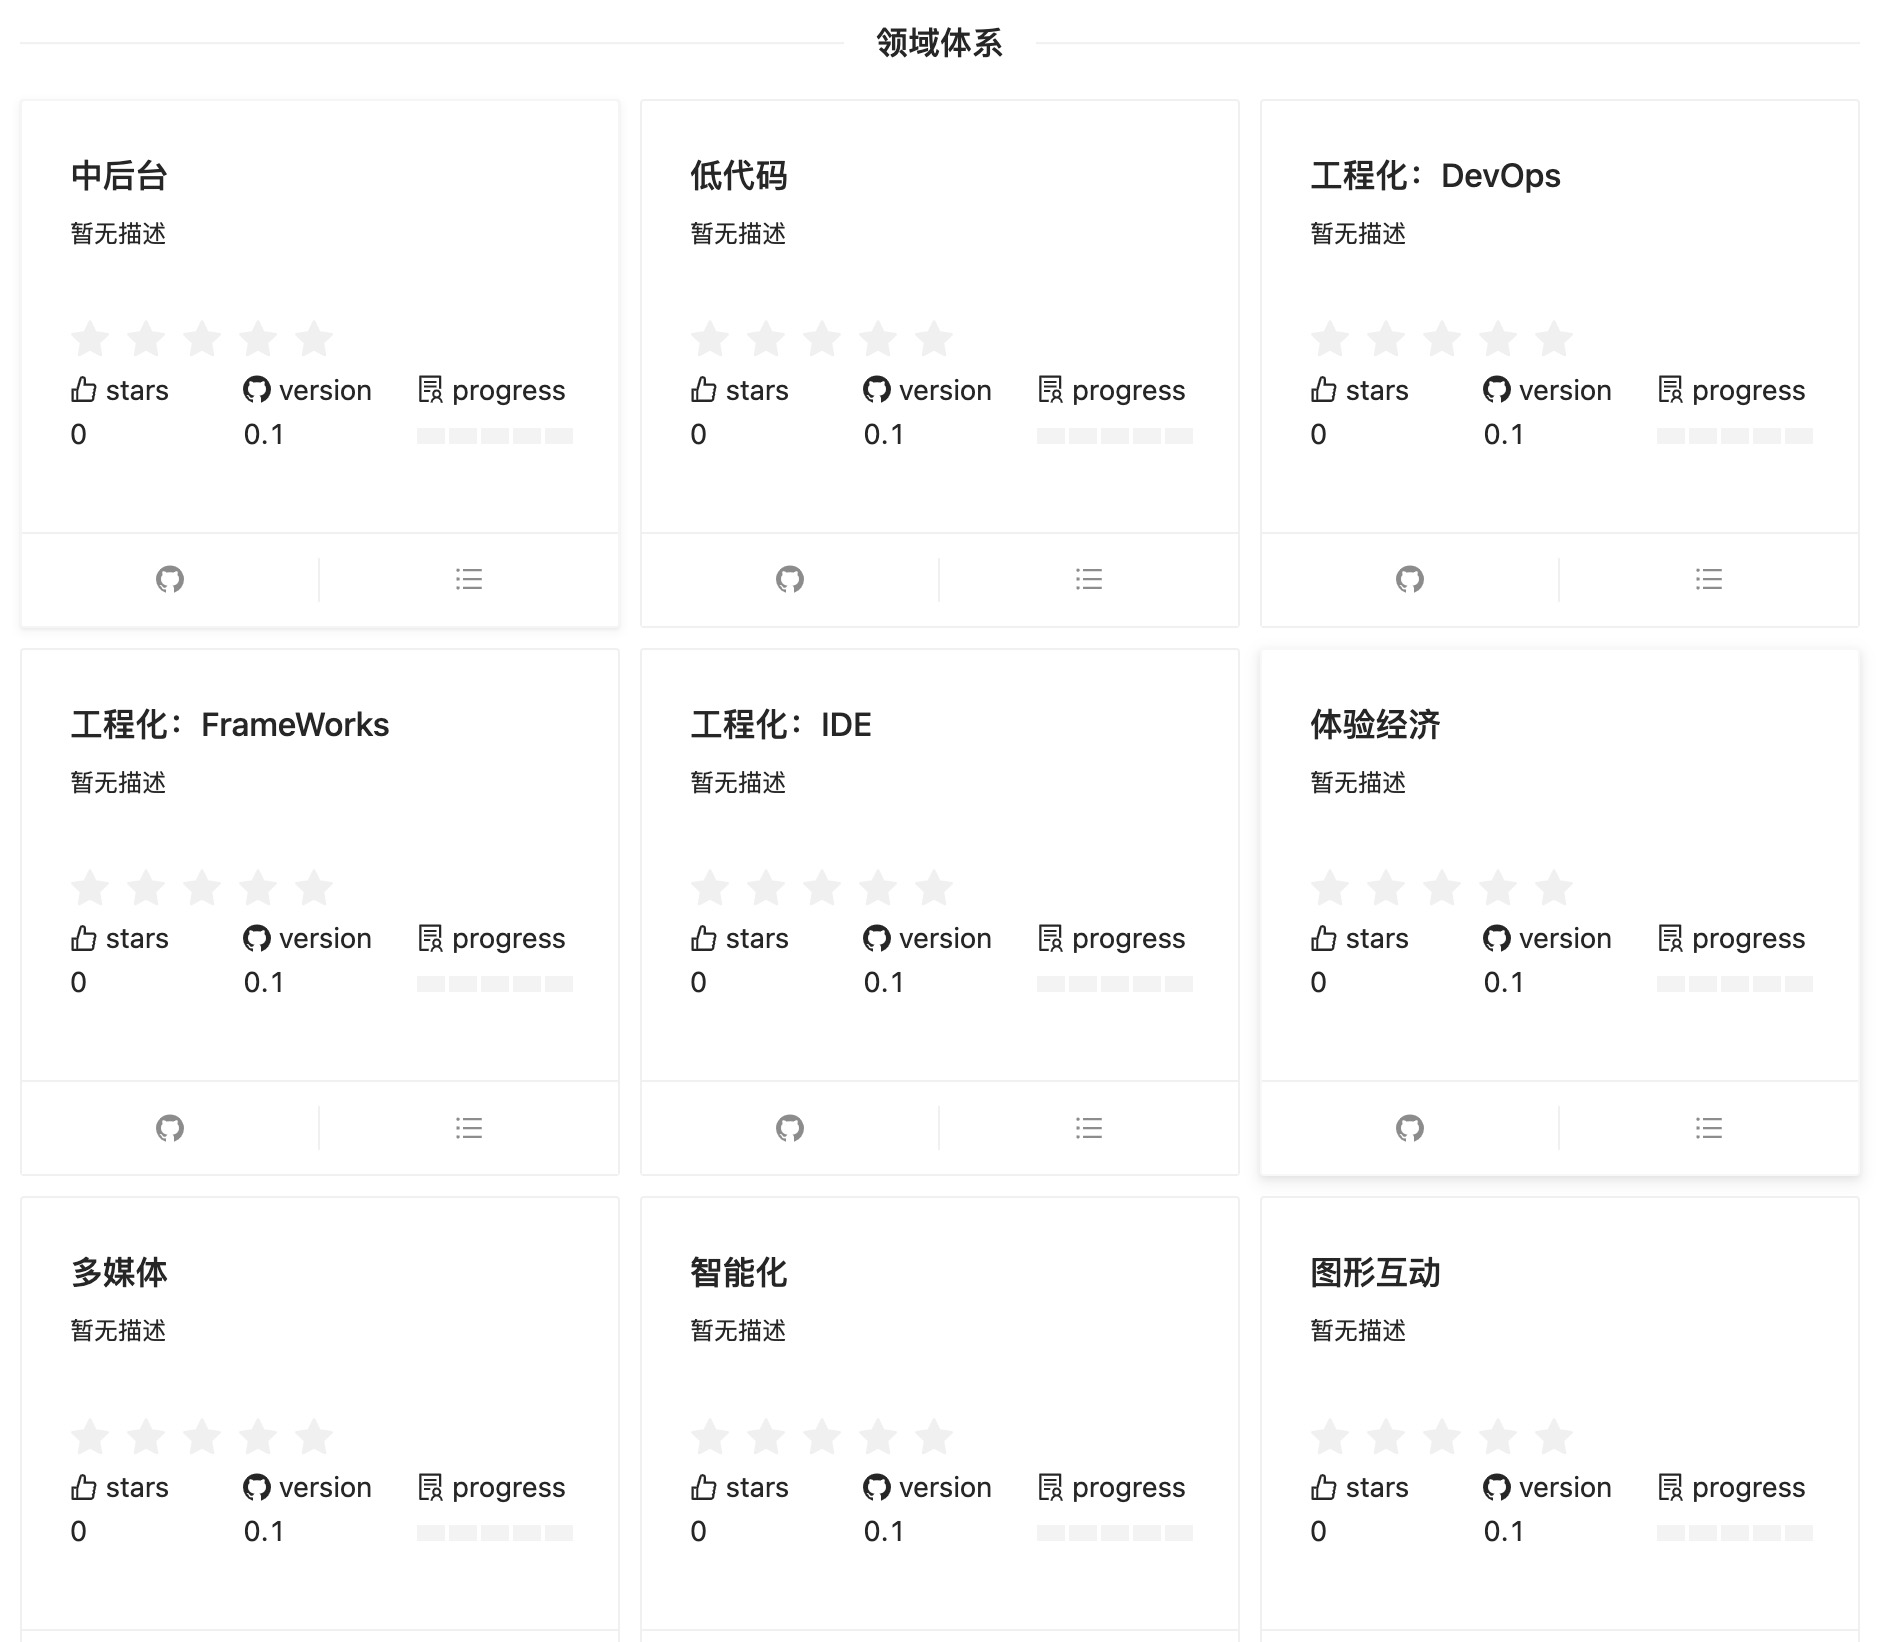 领域体系
中后台
暂无描述
stars
version
progress
0
0.1
低代码
暂无描述
stars
version
progress
0
0.1
工程化：DevOps
暂无描述
stars
version
progress
0
0.1
工程化：FrameWorks
暂无描述
stars
version
progress
0
0.1
工程化：IDE
暂无描述
stars
version
progress
0
0.1
体验经济
暂无描述
stars
version
progress
0
0.1
多媒体
暂无描述
stars
version
progress
0
0.1
智能化
暂无描述
stars
version
progress
0
0.1
图形互动
暂无描述
stars
version
progress
0
0.1